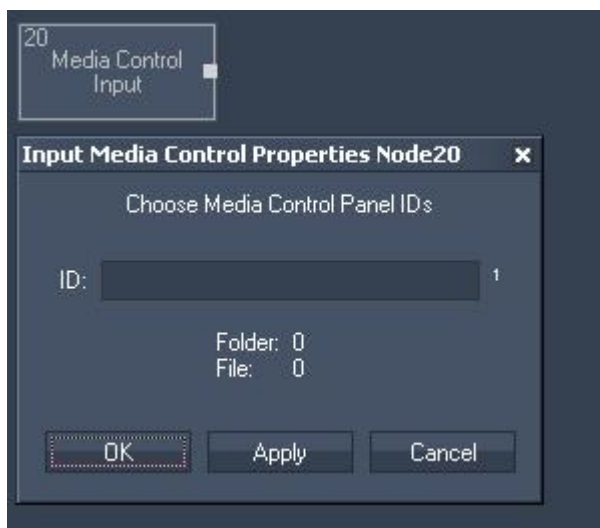 20
Media Control
Input
Input Media Control Properties Node20 x
Choose Media Control Panel IDs
ID: 1
Folder: 0
File: 0
OK Apply Cancel